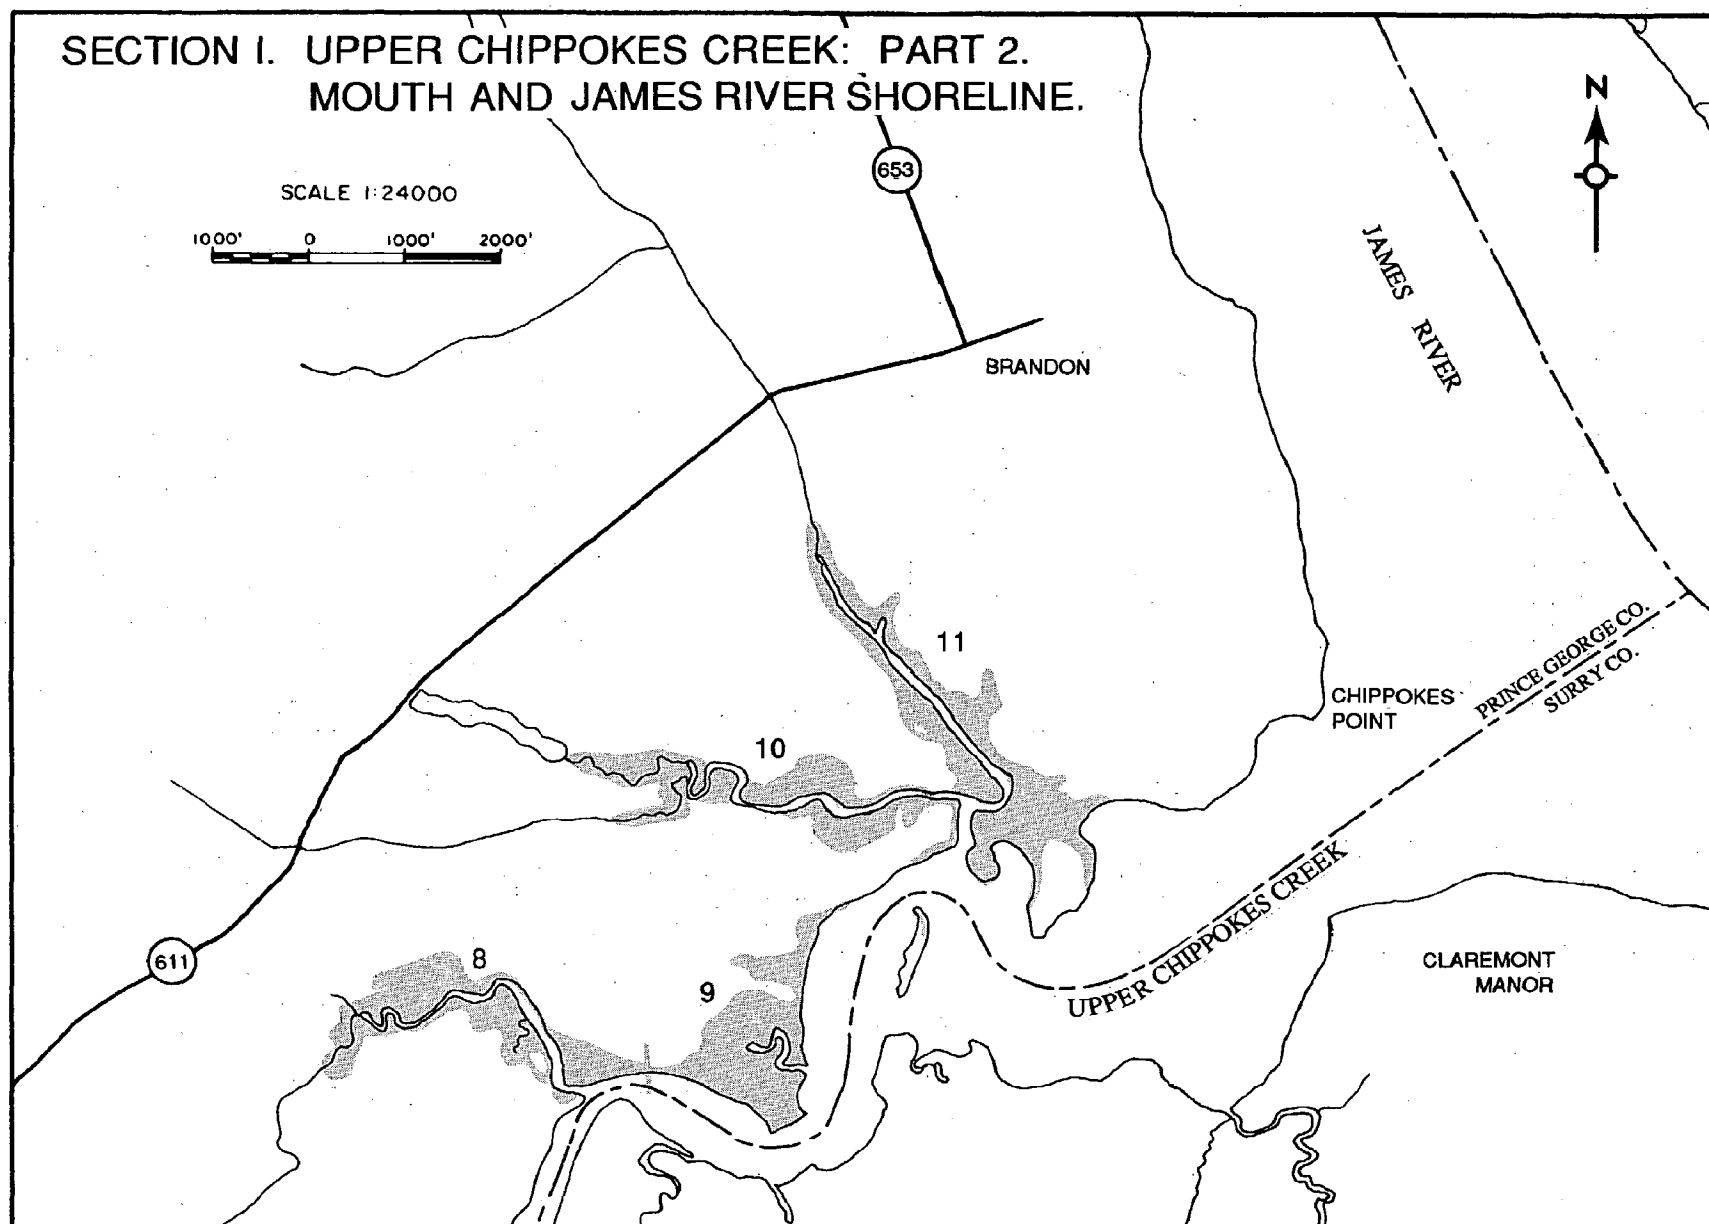 SECTION I. UPPER CHIPPOKES CREEK: PART 2.
MOUTH AND JAMES RIVER SHORELINE.
N
653
SCALE 1:24000
1000' 0 1000' 2000'
JAMES RIVER
BRANDON
11
PRINCE GEORGE CO.
SURRY CO.
CHIPPOKES
POINT
10
UPPER CHIPPOKES CREEK
611
8
9
CLAREMONT
MANOR